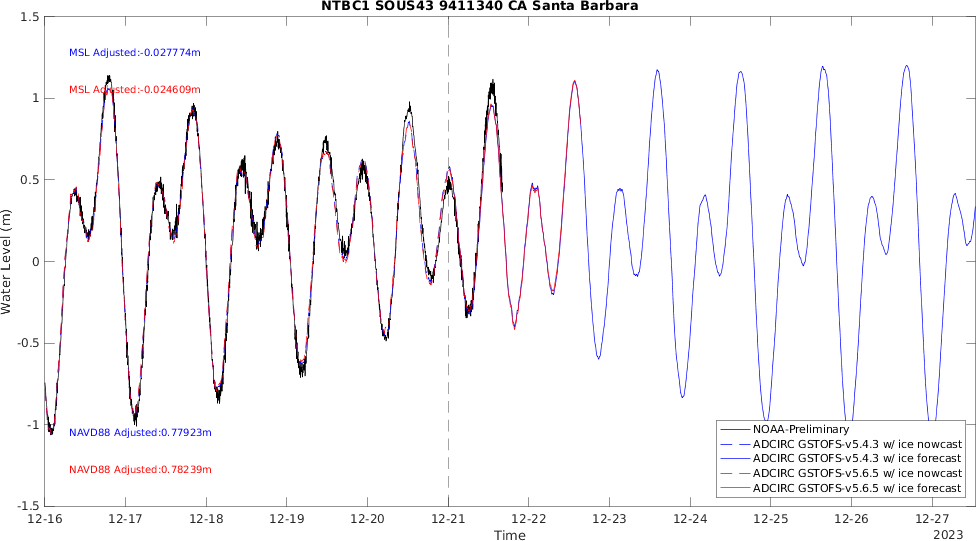 NTBC1 SOUS43 9411340 CA Santa Barbara
1.5
MSL Adjusted:-0.027774m
1
MSL Adjusted:-0.024609m
0.5
0
-0.5
-1
Water Level (m)
NAVD88 Adjusted:0.77923m
NAVD88 Adjusted:0.78239m
-1.5
NOAA-Preliminary
ADCIRC GSTOFS-v5.4.3 w/ ice nowcast
ADCIRC GSTOFS-v5.4.3 w/ ice forecast
ADCIRC GSTOFS-v5.6.5 w/ ice nowcast
ADCIRC GSTOFS-v5.6.5 w/ ice forecast
12-16 12-17 12-18 12-19 12-20 12-21 12-22 12-23 12-24 12-25 12-26 12-27
Time
2023